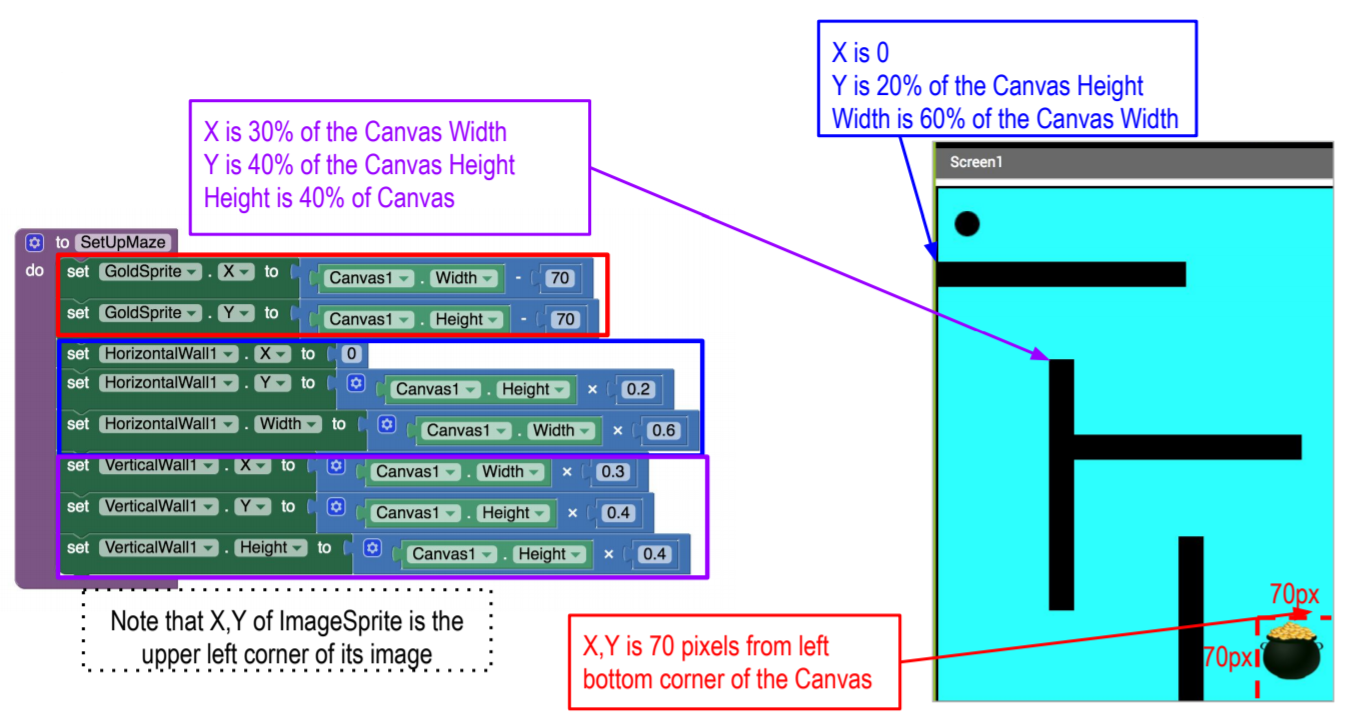 X is 0
Y is 20% of the Canvas Height
Width is 60% of the Canvas Width
X is 30% of the Canvas Width
Y is 40% of the Canvas Height
Height is 40% of Canvas
to SetUpMaze
do set GoldSprite . X to Canvas1 . Width - 70
set GoldSprite . Y to Canvas1 . Height - 70
set HorizontalWall1 . X to 0
set HorizontalWall1 . Y to Canvas1 . Height × 0.2
set HorizontalWall1 . Width to Canvas1 . Width × 0.6
set VerticalWall1 . X to Canvas1 . Width × 0.3
set VerticalWall1 . Y to Canvas1 . Height × 0.4
set VerticalWall1 . Height to Canvas1 . Height × 0.4
Note that X,Y of ImageSprite is the
upper left corner of its image
X,Y is 70 pixels from left
bottom corner of the Canvas
Screen1
70px
70px